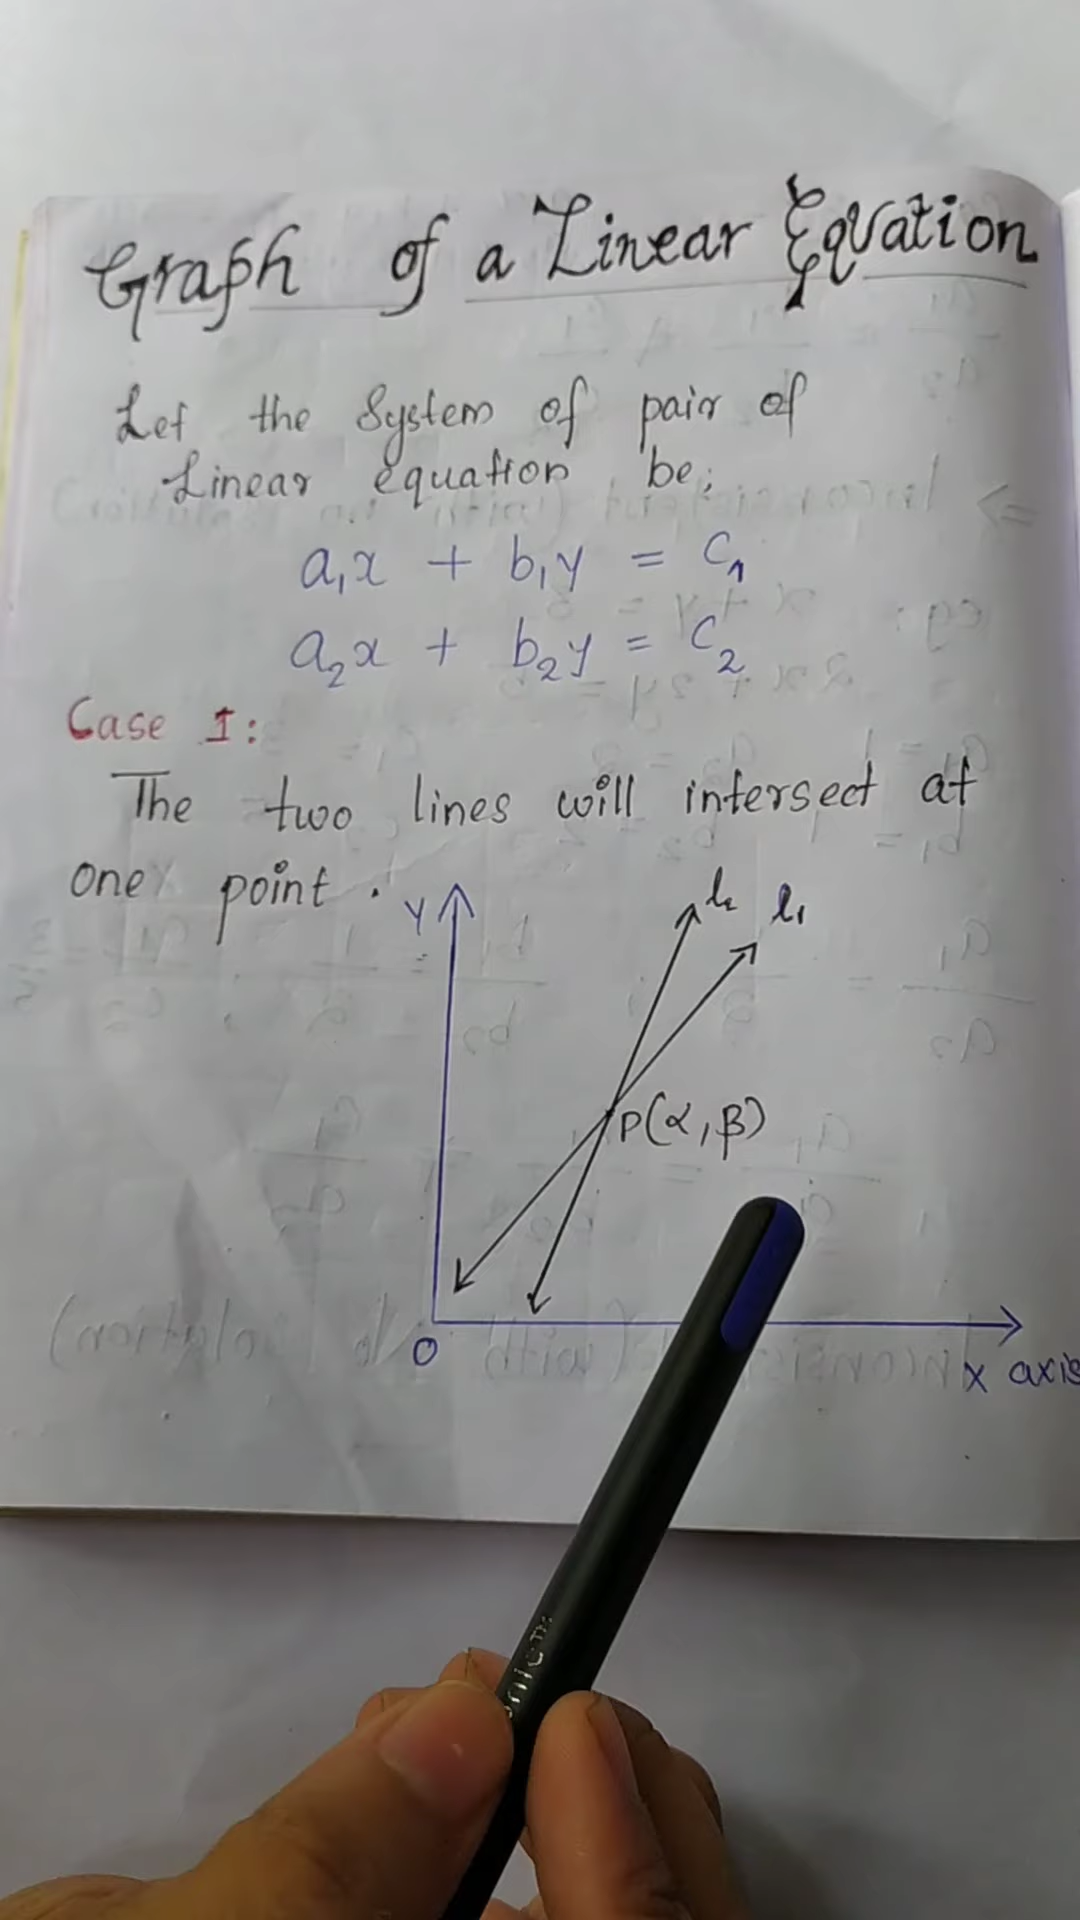 Graph of a Linear Equation
Let the System of pair of
Linear equation be;
a₁x + b₁y = C₁
a₂x + b₂y = C₂
Case I:
The two lines will intersect at
one point.
Y
l₂ l₁
P(α, β)
O
X axis